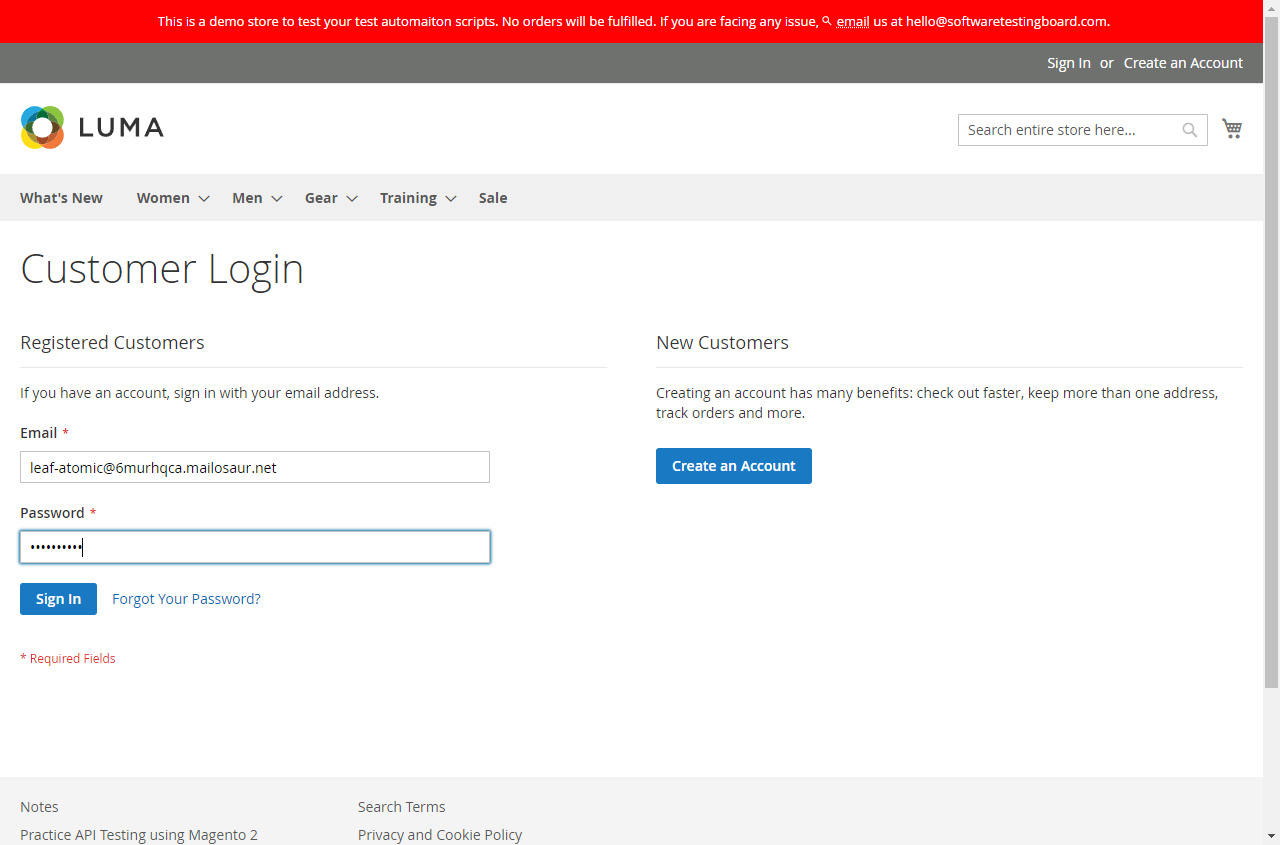 This is a demo store to test your test automaiton scripts. No orders will be fulfilled. If you are facing any issue, email us at hello@softwaretestingboard.com.
Sign In or Create an Account
LUMA
Search entire store here...
What's New Women Men Gear Training Sale
Customer Login
Registered Customers
If you have an account, sign in with your email address.
Email *
leaf-atomic@6murhqca.mailosaur.net
Password *
••••••••••
Sign In Forgot Your Password?
* Required Fields
New Customers
Creating an account has many benefits: check out faster, keep more than one address,
track orders and more.
Create an Account
Notes
Practice API Testing using Magento 2
Search Terms
Privacy and Cookie Policy